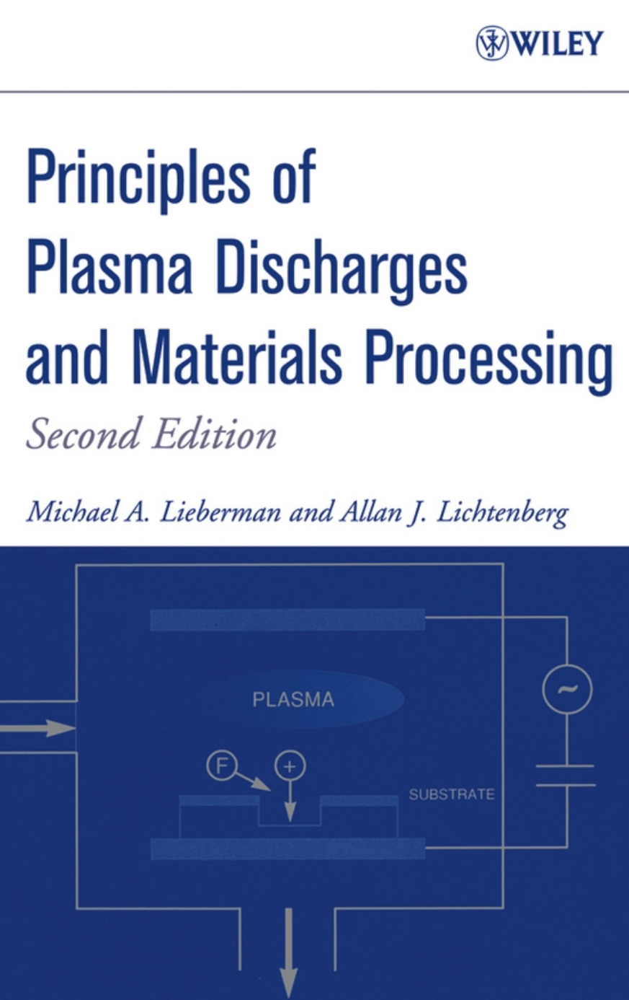 WILEY
Principles of
Plasma Discharges
and Materials Processing
Second Edition
Michael A. Lieberman and Allan J. Lichtenberg
PLASMA
~
F +
SUBSTRATE